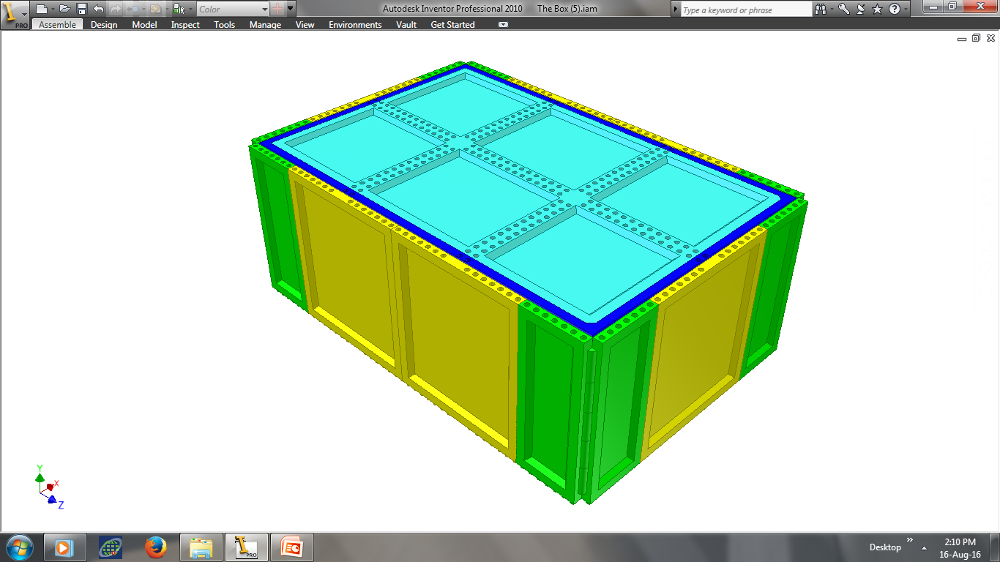 Color
Autodesk Inventor Professional 2010 The Box (5).iam
Type a keyword or phrase
PRO
Assemble Design Model Inspect Tools Manage View Environments Vault Get Started
Y
X
Z
PRO
Desktop
2:10 PM
16-Aug-16